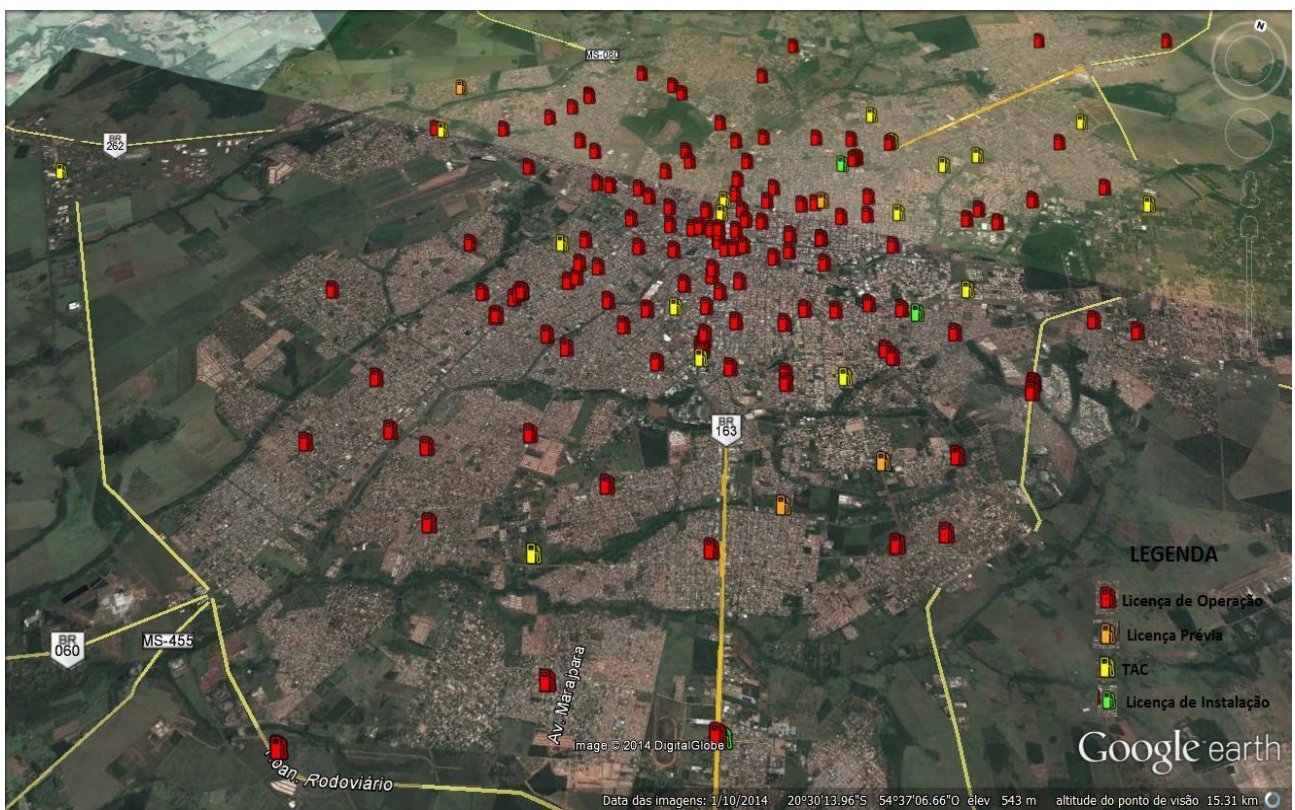 N
MS-080
BR
262
BR
163
LEGENDA
Licença de Operação
Licença Prévia
TAC
Licença de Instalação
BR
060
MS-455
Av. Marajoara
Image © 2014 DigitalGlobe
Rodoviário
Google earth
Data das imagens: 1/10/2014 20°30'13.96"S 54°37'06.66"O elev 543 m altitude do ponto de visão 15.31 km